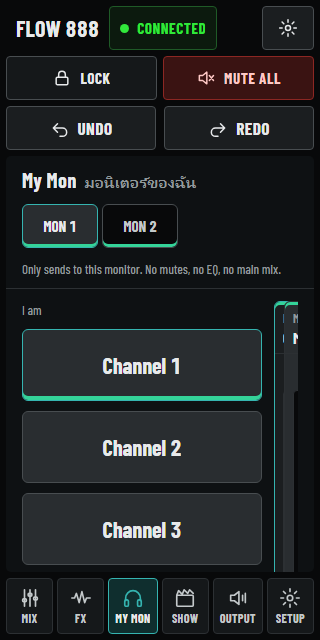 FLOW 888
CONNECTED
LOCK
MUTE ALL
UNDO
REDO
My Mon มอนิเตอร์ของฉัน
MON 1
MON 2
Only sends to this monitor. No mutes, no EQ, no main mix.
I am
Channel 1
Channel 2
Channel 3
MIX
FX
MY MON
SHOW
OUTPUT
SETUP